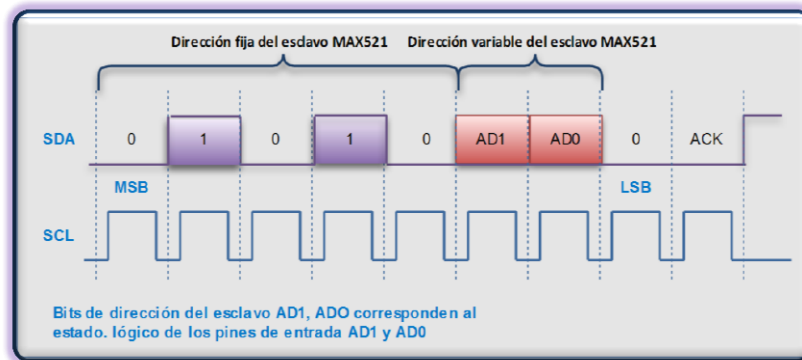 Dirección fija del esclavo MAX521 Dirección variable del esclavo MAX521
SDA 0 1 0 1 0 AD1 AD0 0 ACK
MSB LSB
SCL
Bits de dirección del esclavo AD1, ADO corresponden al
estado. lógico de los pines de entrada AD1 y AD0